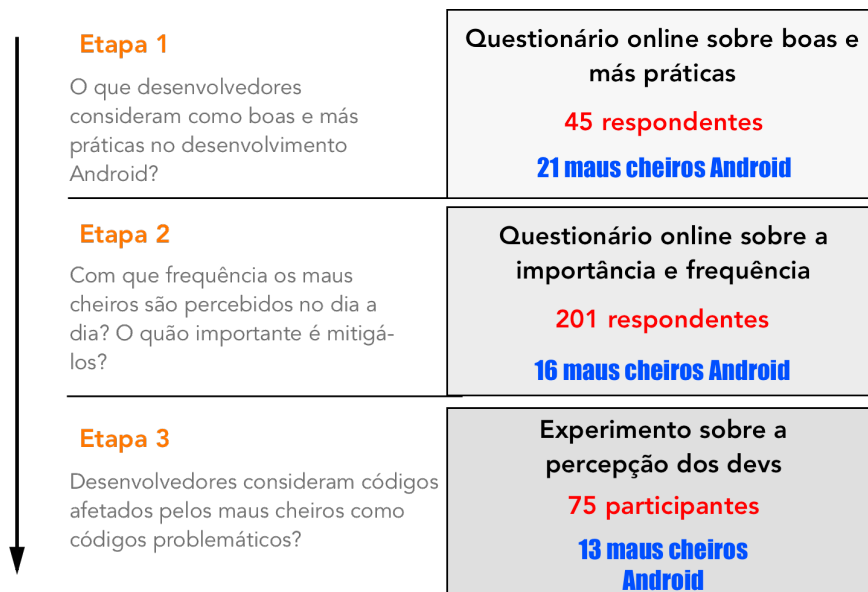 Etapa 1
O que desenvolvedores
consideram como boas e más
práticas no desenvolvimento
Android?
Questionário online sobre boas e
más práticas
45 respondentes
21 maus cheiros Android
Etapa 2
Com que frequência os maus
cheiros são percebidos no dia a
dia? O quão importante é mitigá-
los?
Questionário online sobre a
importância e frequência
201 respondentes
16 maus cheiros Android
Etapa 3
Desenvolvedores consideram códigos
afetados pelos maus cheiros como
códigos problemáticos?
Experimento sobre a
percepção dos devs
75 participantes
13 maus cheiros
Android